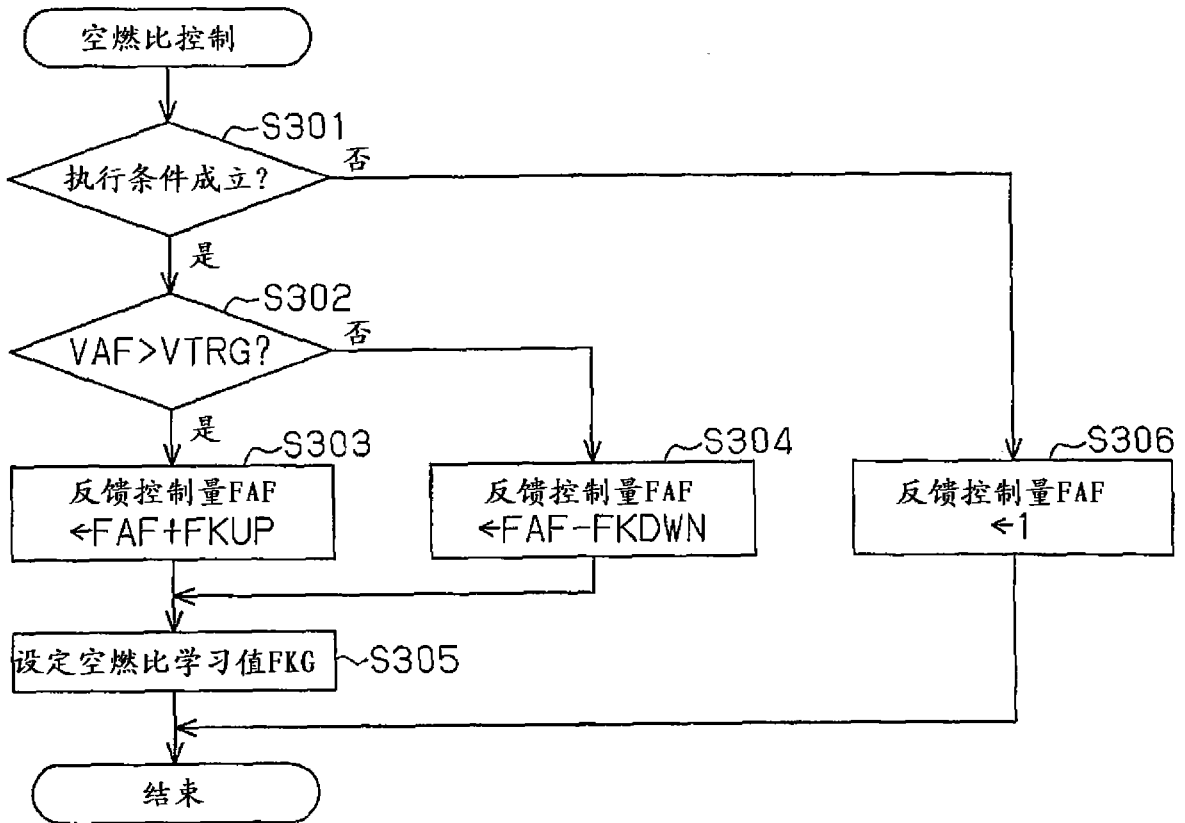 空燃比控制
S301
执行条件成立?
否
是
S302
VAF>VTRG?
否
是
S303
反馈控制量FAF
←FAF+FKUP
S304
反馈控制量FAF
←FAF-FKDWN
S306
反馈控制量FAF
←1
设定空燃比学习值FKG
S305
结束